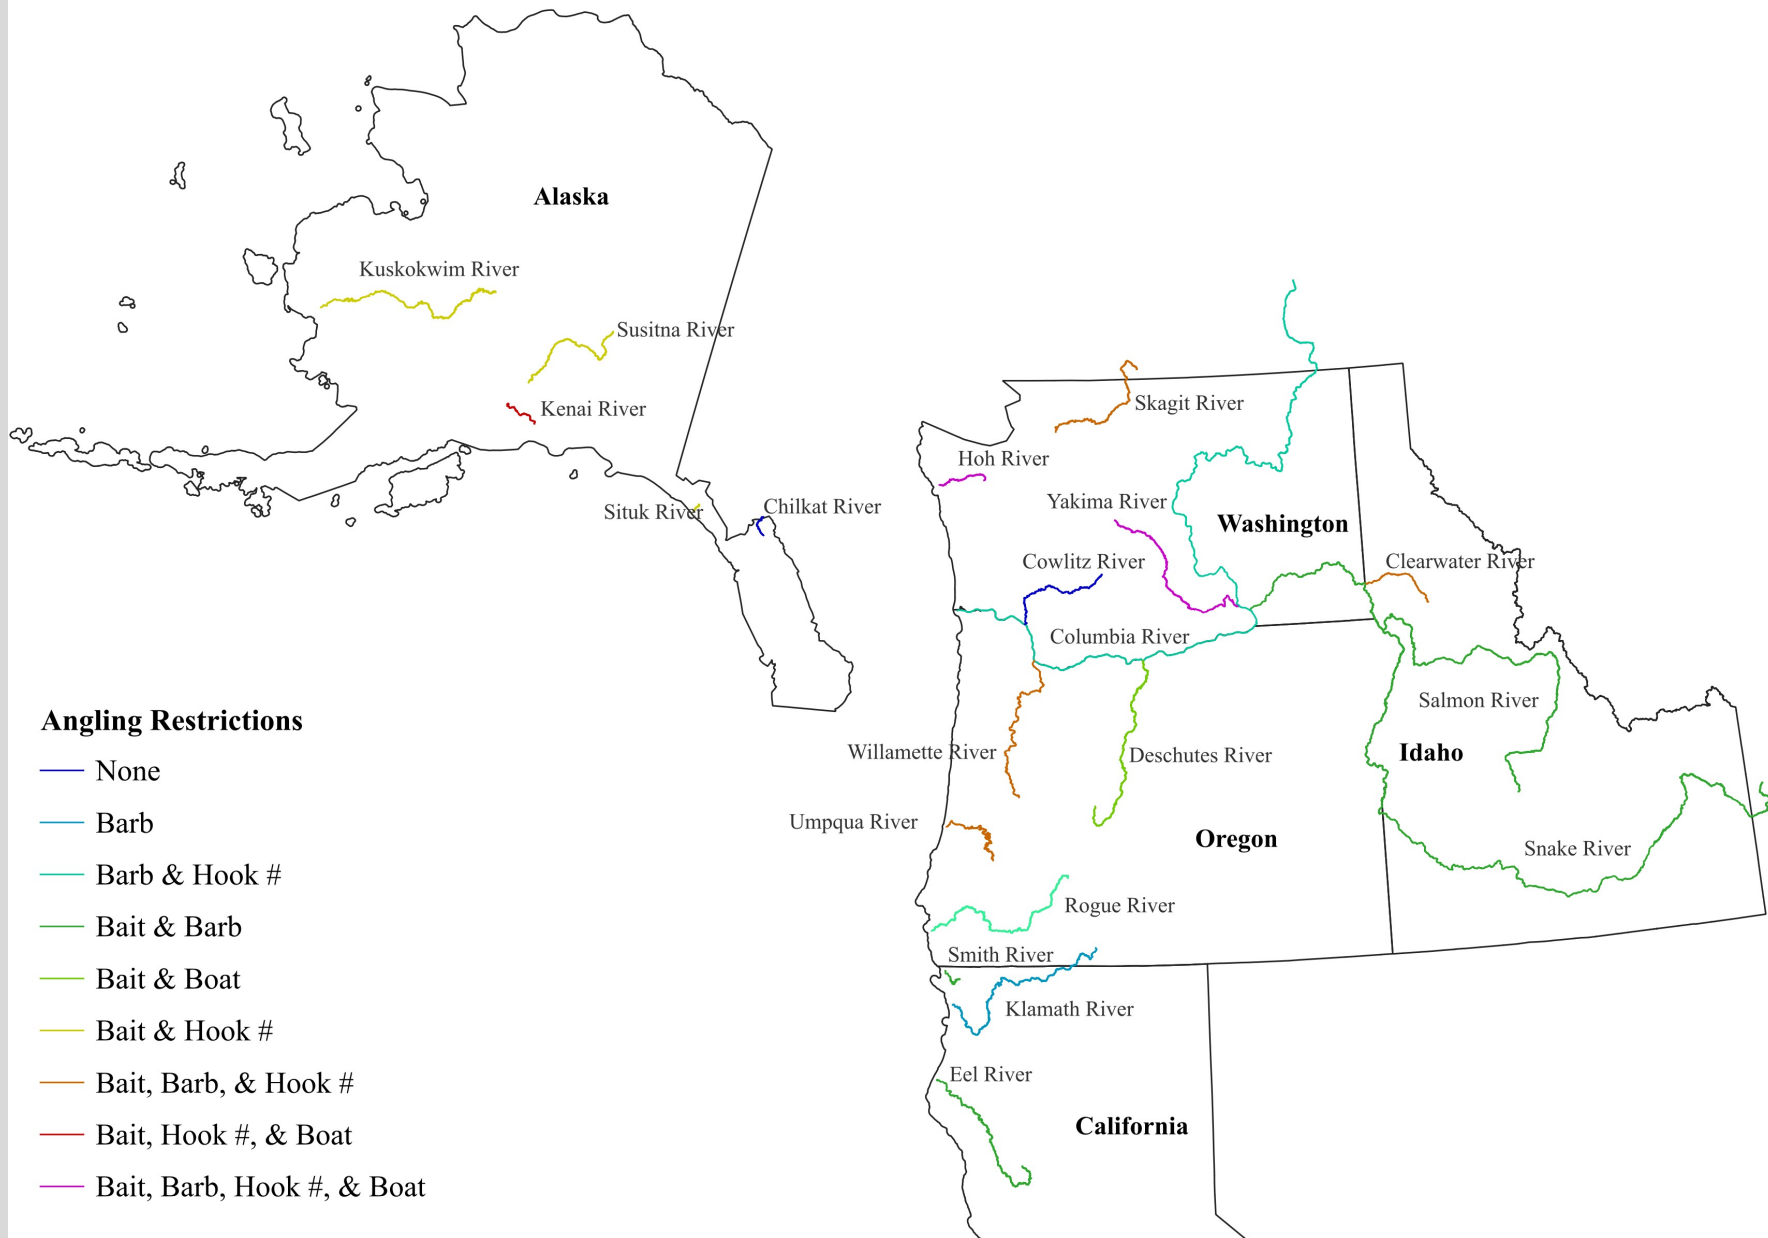 Alaska
Kuskokwim River
Susitna River
Kenai River
Situk River
Chilkat River
Skagit River
Hoh River
Yakima River
Washington
Cowlitz River
Clearwater River
Columbia River
Salmon River
Willamette River
Deschutes River
Idaho
Umpqua River
Oregon
Snake River
Rogue River
Smith River
Klamath River
Eel River
California
Angling Restrictions
None
Barb
Barb & Hook #
Bait & Barb
Bait & Boat
Bait & Hook #
Bait, Barb, & Hook #
Bait, Hook #, & Boat
Bait, Barb, Hook #, & Boat